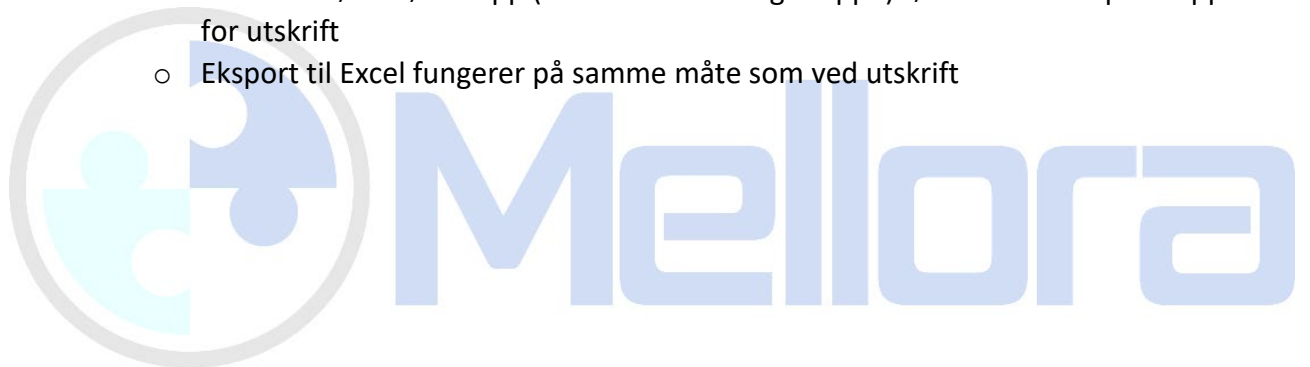 for utskrift
o Eksport til Excel fungerer på samme måte som ved utskrift
Mellora